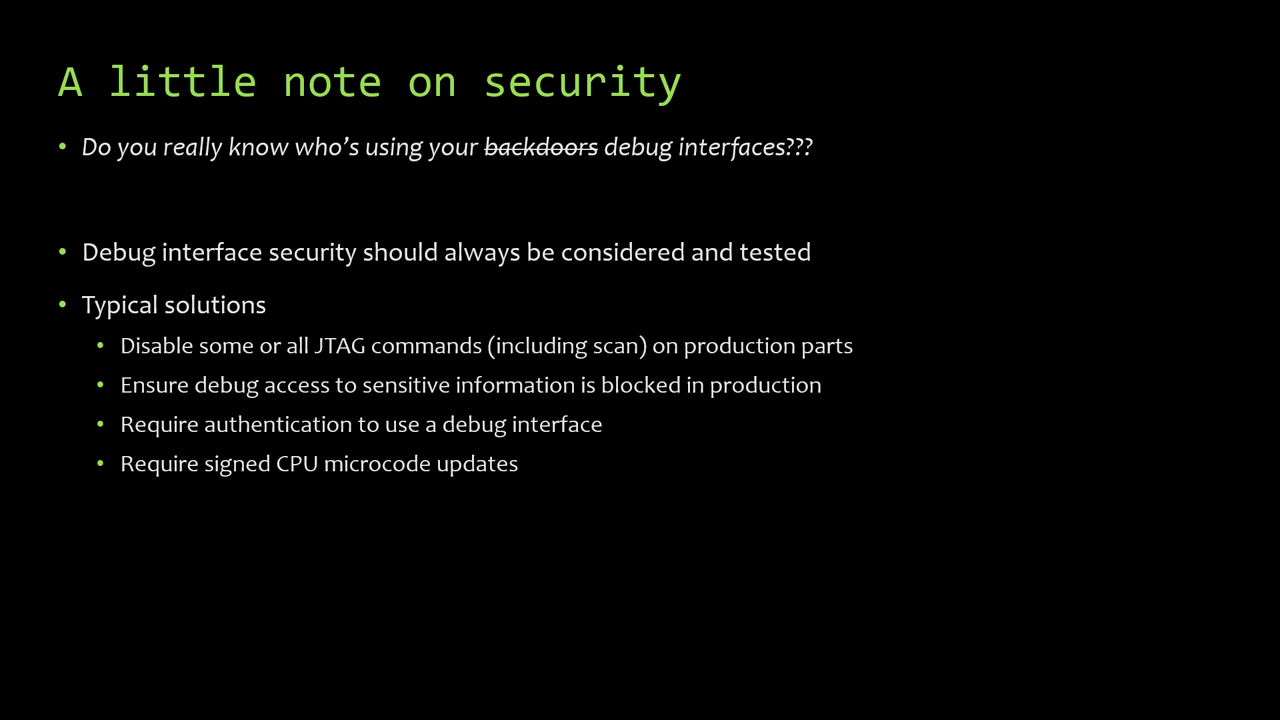 A little note on security
• Do you really know who’s using your backdoors debug interfaces???
• Debug interface security should always be considered and tested
• Typical solutions
• Disable some or all JTAG commands (including scan) on production parts
• Ensure debug access to sensitive information is blocked in production
• Require authentication to use a debug interface
• Require signed CPU microcode updates